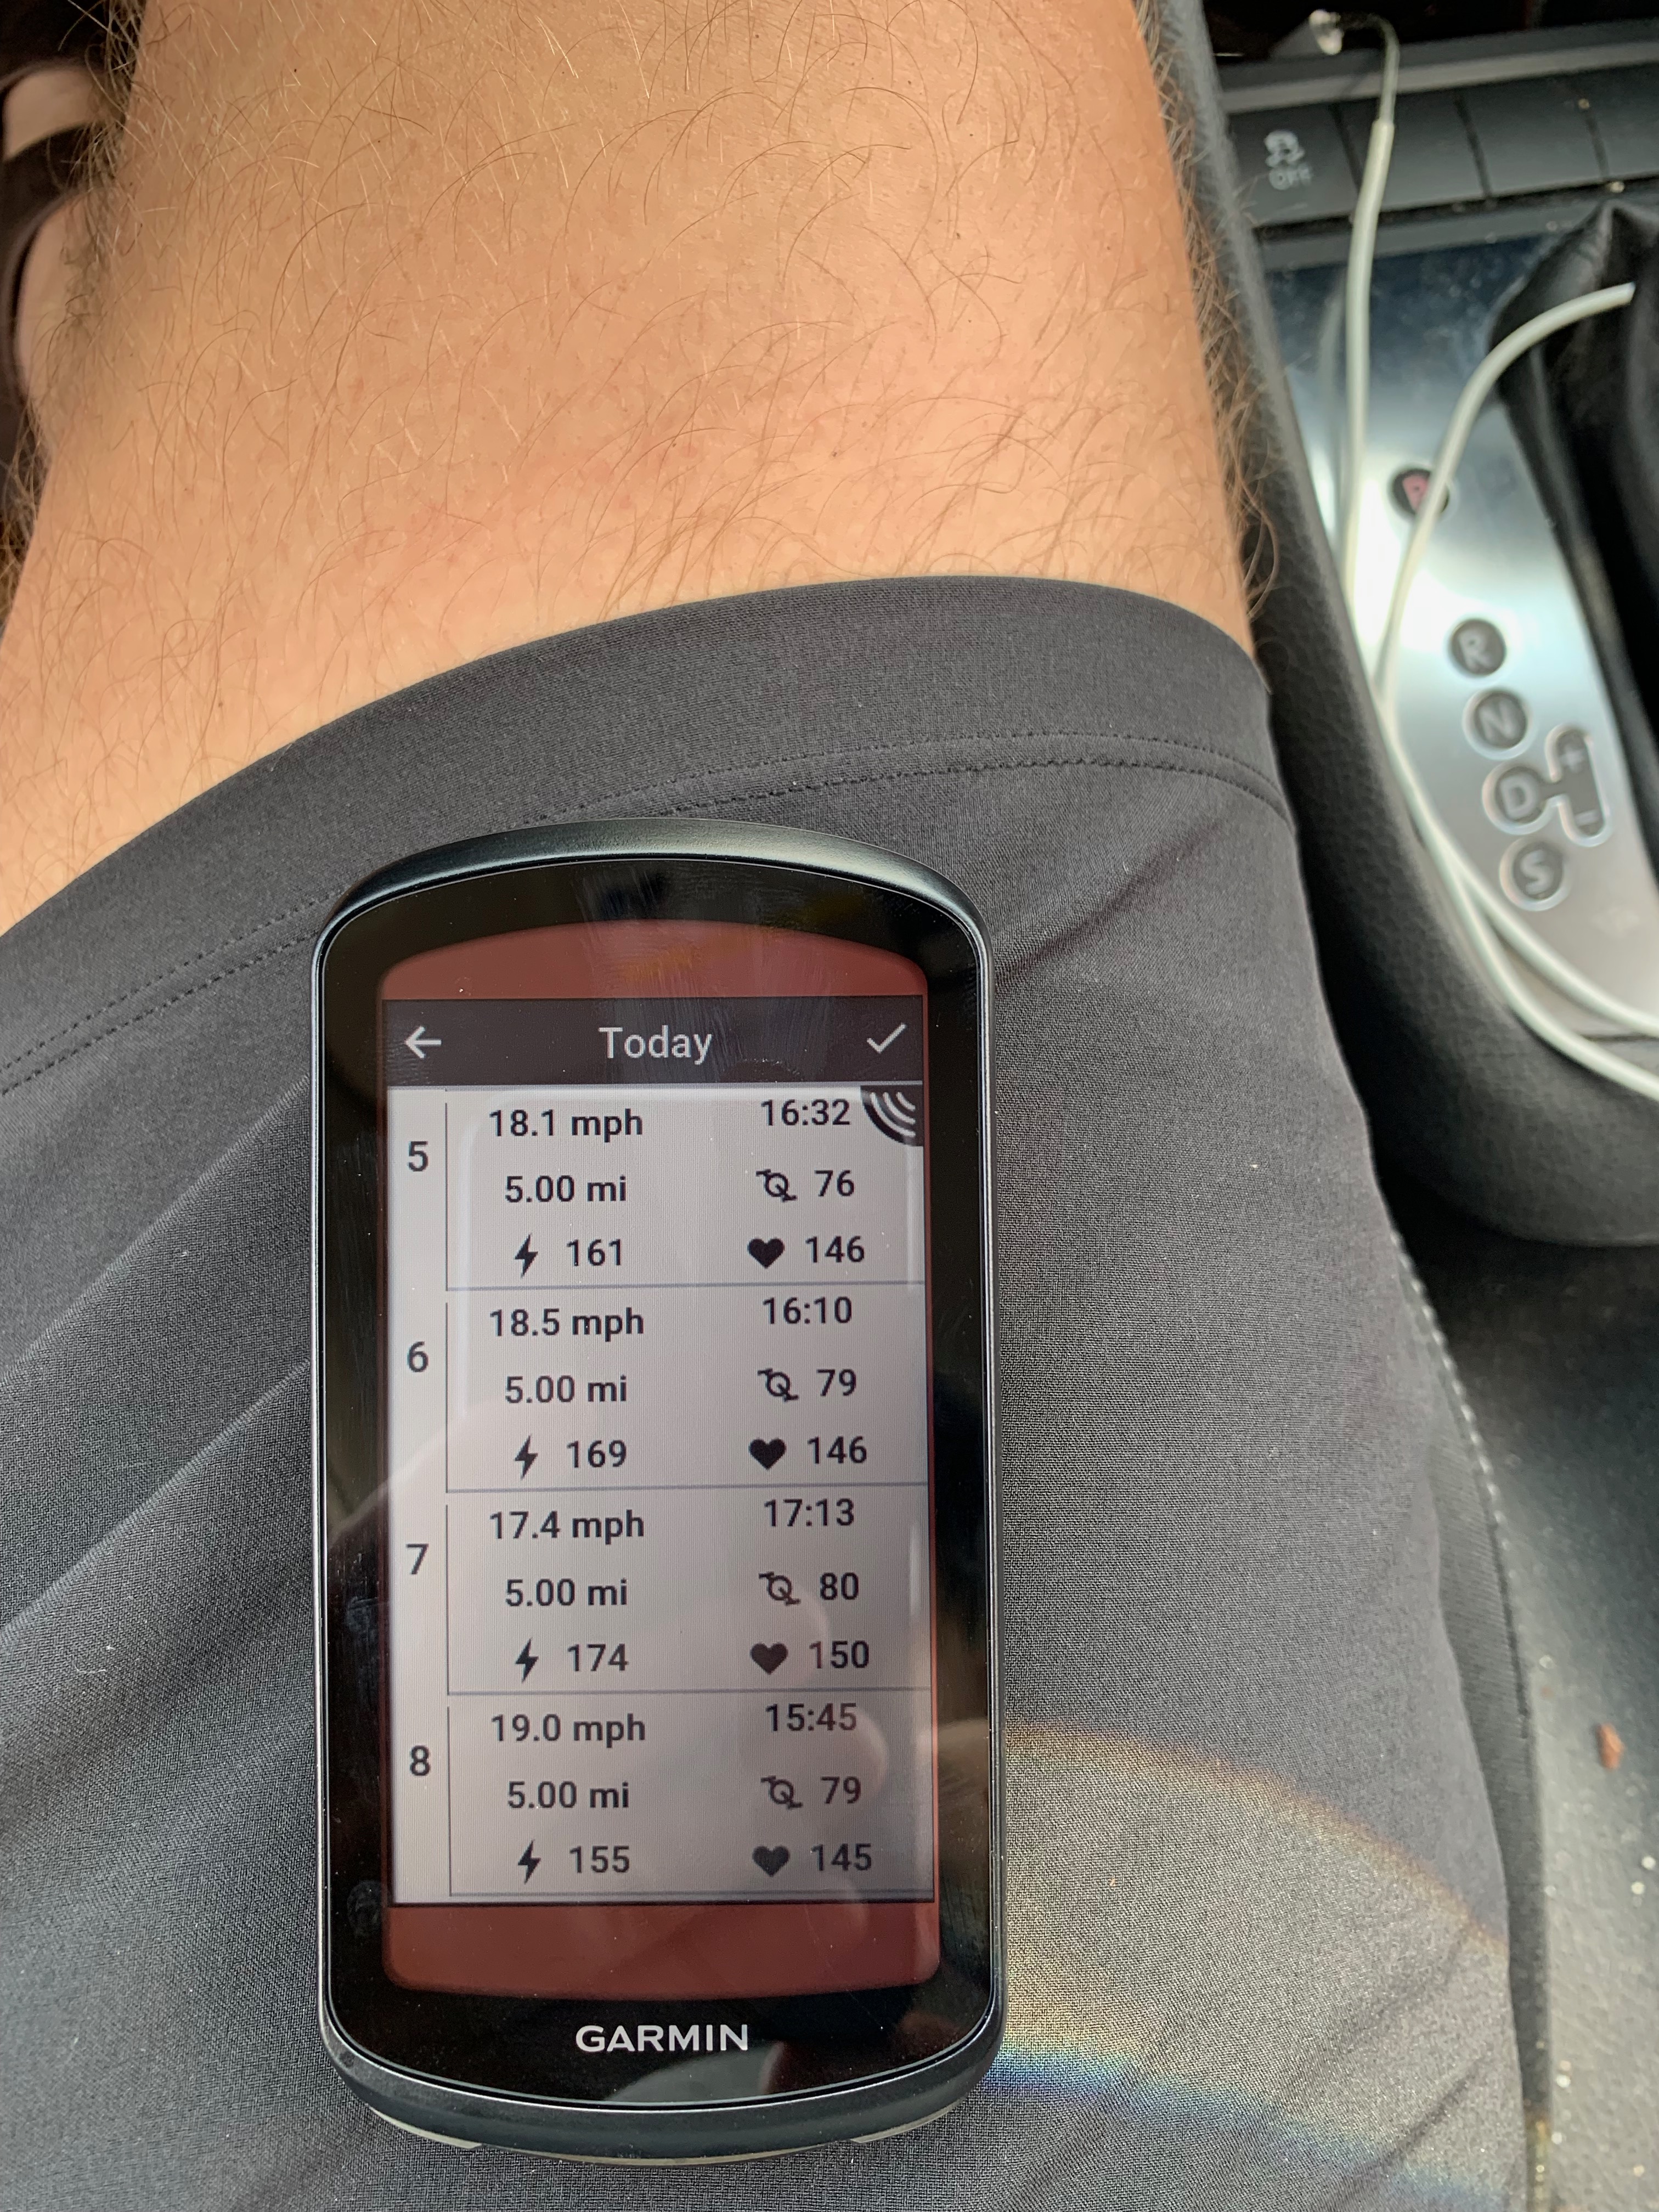 OFF
P
R
N
D
+
-
S
Today
5
18.1 mph 16:32
5.00 mi 76
161 146
6
18.5 mph 16:10
5.00 mi 79
169 146
7
17.4 mph 17:13
5.00 mi 80
174 150
8
19.0 mph 15:45
5.00 mi 79
155 145
GARMIN